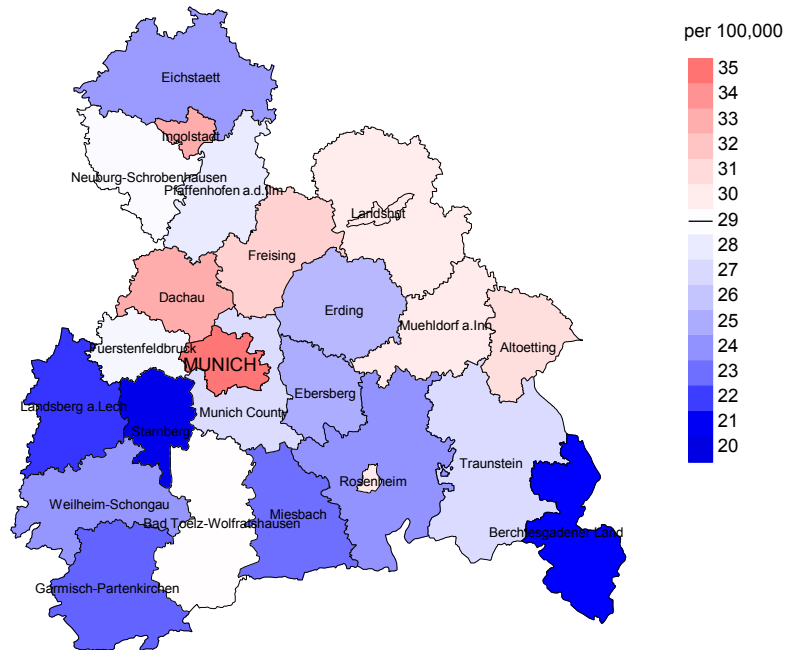 per 100,000
35
34
33
32
31
30
29
28
27
26
25
24
23
22
21
20
Eichstaett
Ingolstadt
Neuburg-Schrobenhausen
Pfaffenhofen a.d.Ilm
Landshut
Freising
Dachau
Erding
Muehldorf a.Inn
Altoetting
Fuerstenfeldbruck
MUNICH
Ebersberg
Landsberg a.Lech
Munich County
Starnberg
Traunstein
Rosenheim
Weilheim-Schongau
Miesbach
Bad Toelz-Wolfratshausen
Berchtesgadener Land
Garmisch-Partenkirchen